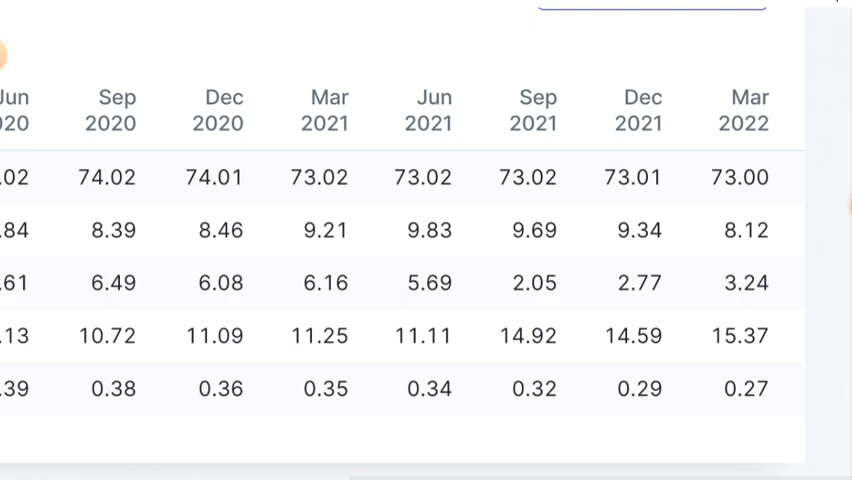 Jun Sep Dec Mar Jun Sep Dec Mar
020 2020 2020 2021 2021 2021 2021 2022
.02 74.02 74.01 73.02 73.02 73.02 73.01 73.00
.84 8.39 8.46 9.21 9.83 9.69 9.34 8.12
.61 6.49 6.08 6.16 5.69 2.05 2.77 3.24
.13 10.72 11.09 11.25 11.11 14.92 14.59 15.37
.39 0.38 0.36 0.35 0.34 0.32 0.29 0.27